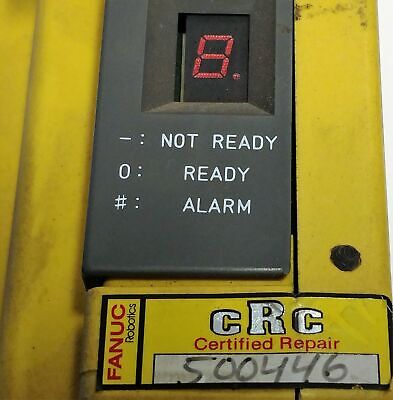 8.
-: NOT READY
0: READY
#: ALARM
FANUC
Robotics
CRC
Certified Repair
500446